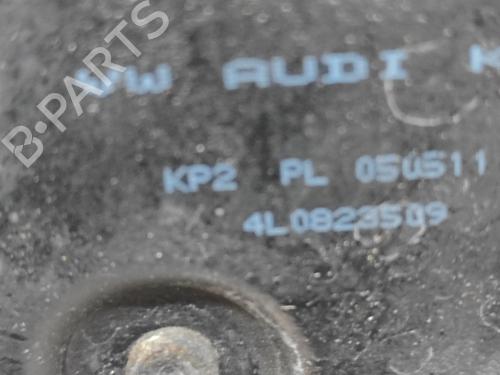 B-PARTS
VW AUDI K
KP2 PL 050511
4L0823509